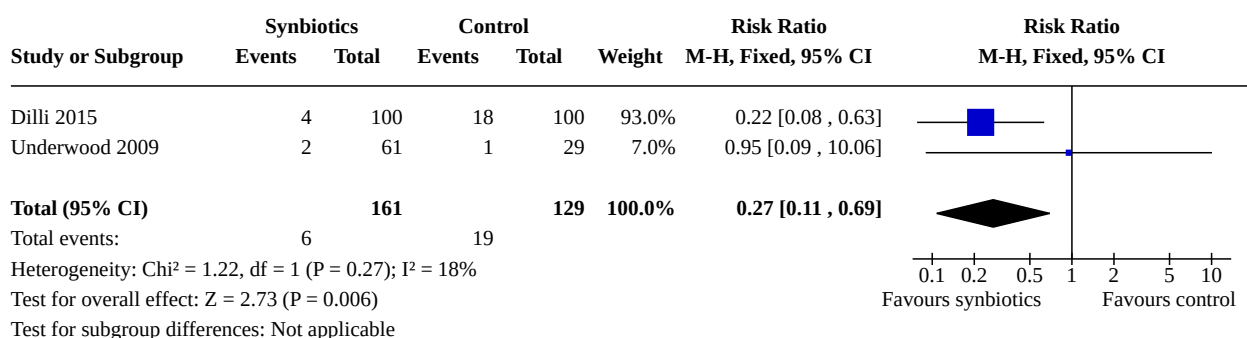 Synbiotics Control Risk Ratio Risk Ratio
Study or Subgroup Events Total Events Total Weight M-H, Fixed, 95% CI M-H, Fixed, 95% CI
Dilli 2015 4 100 18 100 93.0% 0.22 [0.08 , 0.63]
Underwood 2009 2 61 1 29 7.0% 0.95 [0.09 , 10.06]
Total (95% CI) 161 129 100.0% 0.27 [0.11 , 0.69]
Total events: 6 19
Heterogeneity: Chi² = 1.22, df = 1 (P = 0.27); I² = 18%
0.1 0.2 0.5 1 2 5 10
Test for overall effect: Z = 2.73 (P = 0.006)
Favours synbiotics Favours control
Test for subgroup differences: Not applicable